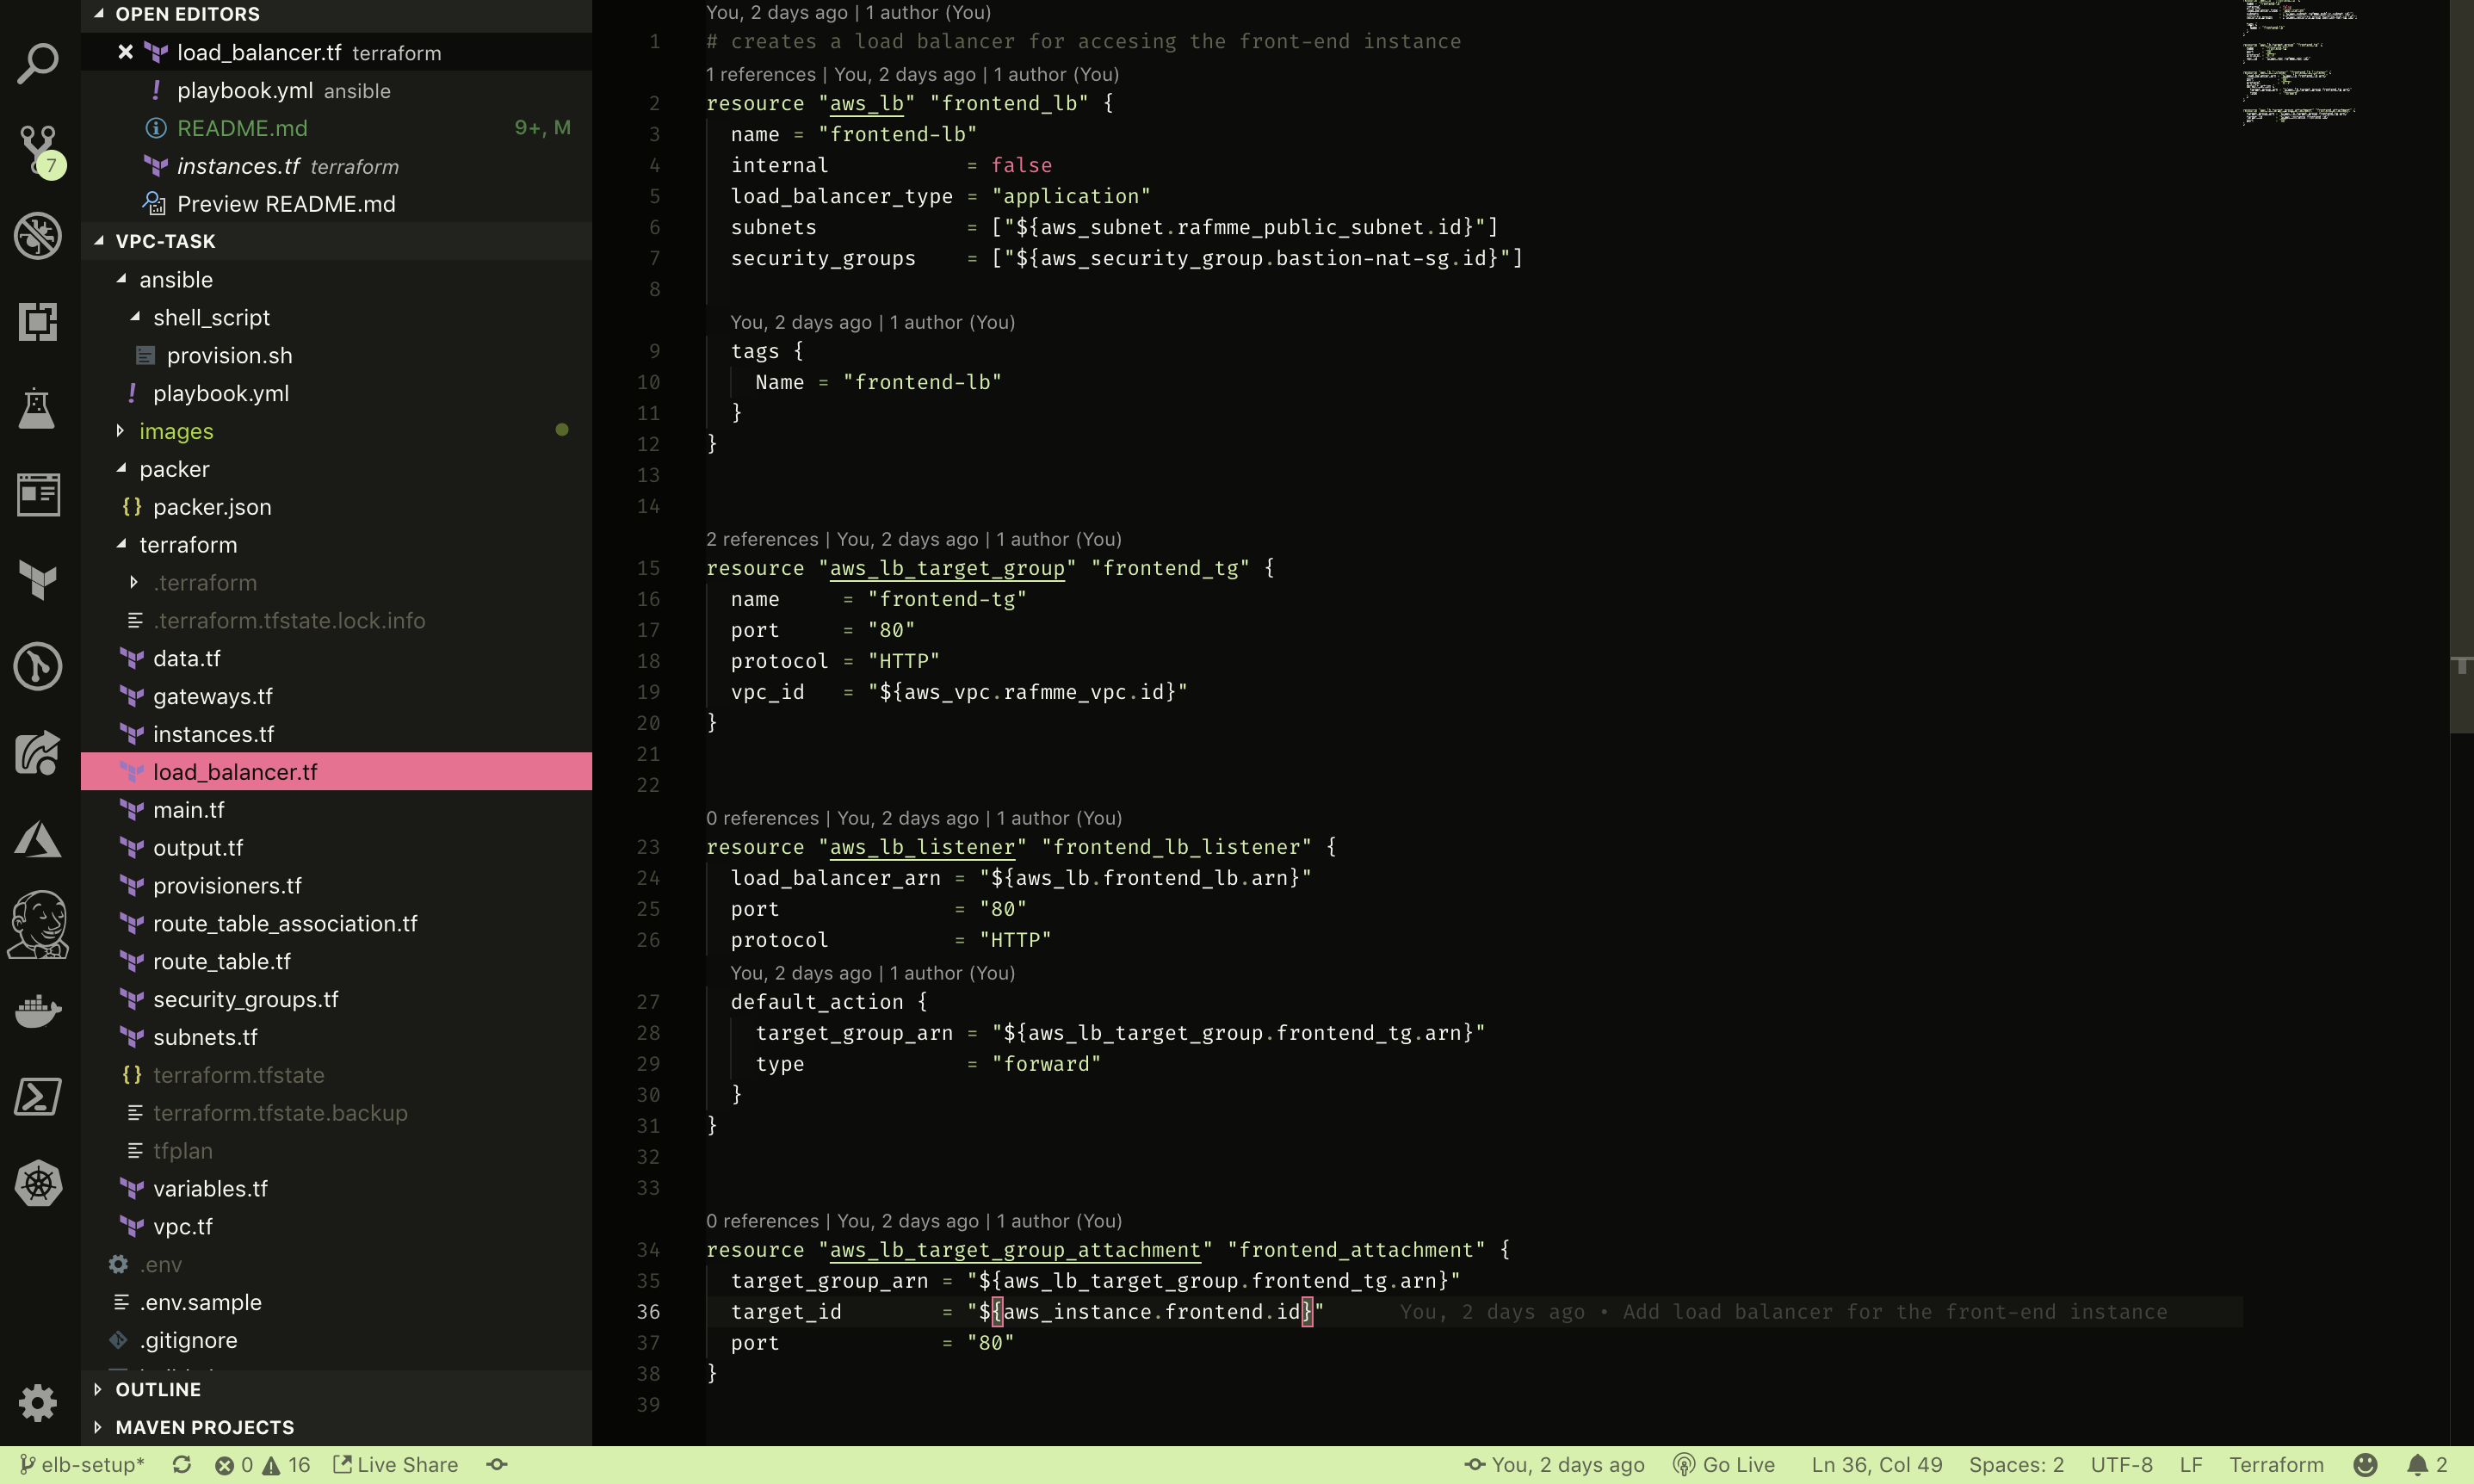 OPEN EDITORS
load_balancer.tf terraform
playbook.yml ansible
README.md 9+, M
instances.tf terraform
Preview README.md
VPC-TASK
ansible
shell_script
provision.sh
playbook.yml
images
packer
{} packer.json
terraform
.terraform
.terraform.tfstate.lock.info
data.tf
gateways.tf
instances.tf
load_balancer.tf
main.tf
output.tf
provisioners.tf
route_table_association.tf
route_table.tf
security_groups.tf
subnets.tf
{} terraform.tfstate
terraform.tfstate.backup
tfplan
variables.tf
vpc.tf
.env
.env.sample
.gitignore
OUTLINE
MAVEN PROJECTS
7
You, 2 days ago | 1 author (You)
1 # creates a load balancer for accesing the front-end instance
1 references | You, 2 days ago | 1 author (You)
2 resource "aws_lb" "frontend_lb" {
3 name = "frontend-lb"
4 internal = false
5 load_balancer_type = "application"
6 subnets = ["${aws_subnet.rafmme_public_subnet.id}"]
7 security_groups = ["${aws_security_group.bastion-nat-sg.id}"]
8
You, 2 days ago | 1 author (You)
9 tags {
10 Name = "frontend-lb"
11 }
12 }
13
14
2 references | You, 2 days ago | 1 author (You)
15 resource "aws_lb_target_group" "frontend_tg" {
16 name = "frontend-tg"
17 port = "80"
18 protocol = "HTTP"
19 vpc_id = "${aws_vpc.rafmme_vpc.id}"
20 }
21
22
0 references | You, 2 days ago | 1 author (You)
23 resource "aws_lb_listener" "frontend_lb_listener" {
24 load_balancer_arn = "${aws_lb.frontend_lb.arn}"
25 port = "80"
26 protocol = "HTTP"
You, 2 days ago | 1 author (You)
27 default_action {
28 target_group_arn = "${aws_lb_target_group.frontend_tg.arn}"
29 type = "forward"
30 }
31 }
32
33
0 references | You, 2 days ago | 1 author (You)
34 resource "aws_lb_target_group_attachment" "frontend_attachment" {
35 target_group_arn = "${aws_lb_target_group.frontend_tg.arn}"
36 target_id = "${aws_instance.frontend.id}" You, 2 days ago • Add load balancer for the front-end instance
37 port = "80"
38 }
39
elb-setup* 0 16 Live Share You, 2 days ago Go Live Ln 36, Col 49 Spaces: 2 UTF-8 LF Terraform 2